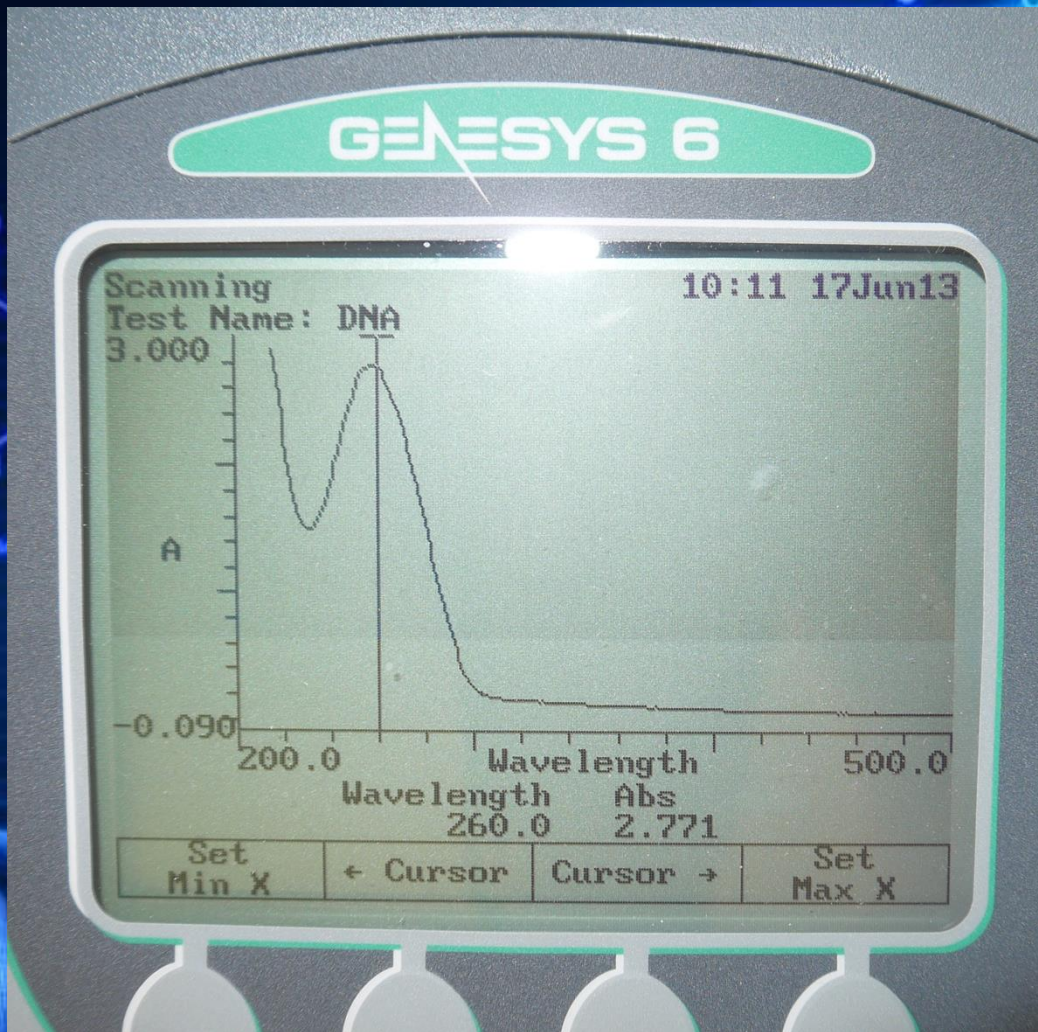 GENESYS 6
Scanning 10:11 17Jun13
Test Name: DNA
3.000
A
-0.090
200.0 Wavelength 500.0
Wavelength Abs
260.0 2.771
Set Min X
← Cursor
Cursor →
Set Max X